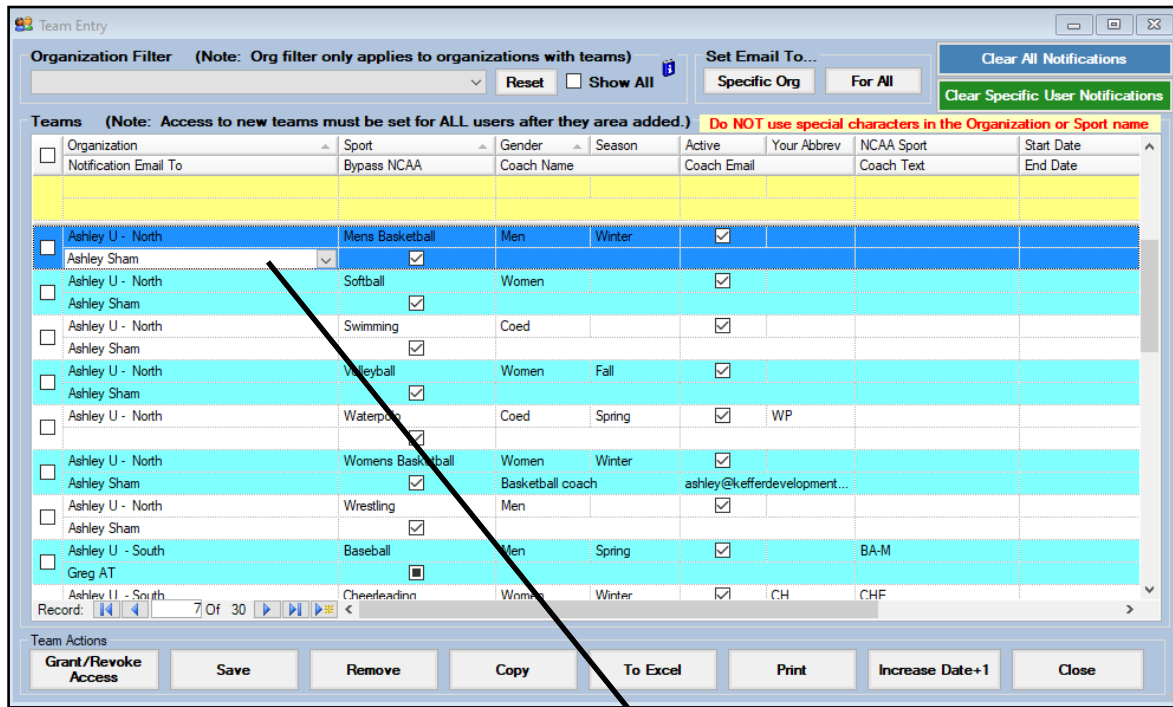 Team Entry
Organization Filter (Note: Org filter only applies to organizations with teams)
Reset Show All
Set Email To...
Specific Org For All
Clear All Notifications
Clear Specific User Notifications
Teams (Note: Access to new teams must be set for ALL users after they area added.)
Do NOT use special characters in the Organization or Sport name
Organization Sport Gender Season Active Your Abbrev NCAA Sport Start Date
Notification Email To Bypass NCAA Coach Name Coach Email Coach Text End Date
Ashley U - North Mens Basketball Men Winter
Ashley Sham
Ashley U - North Softball Women
Ashley Sham
Ashley U - North Swimming Coed
Ashley Sham
Ashley U - North Volleyball Women Fall
Ashley Sham
Ashley U - North Waterpolo Coed Spring WP
Ashley U - North Womens Basketball Women Winter
Ashley Sham Basketball coach ashley@kefferdevelopment...
Ashley U - North Wrestling Men
Ashley Sham
Ashley U - South Baseball Men Spring BA-M
Greg AT
Ashley U - South Cheerleading Women Winter CH CHE
Record: 7 Of 30
Team Actions
Grant/Revoke Access Save Remove Copy To Excel Print Increase Date+1 Close